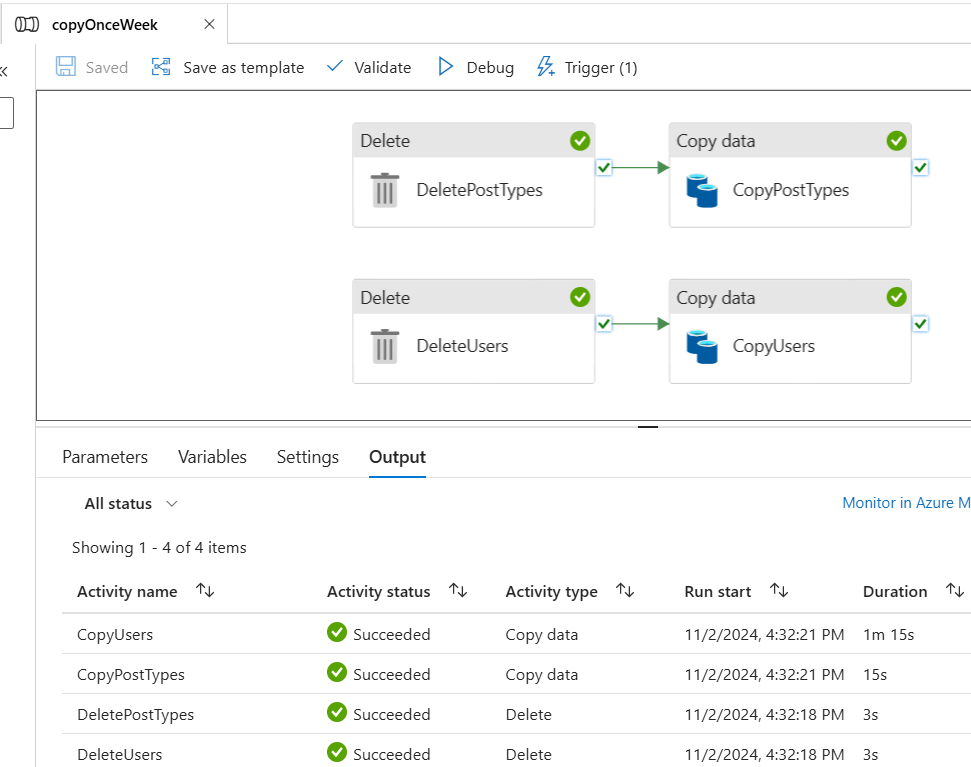 copyOnceWeek
Saved Save as template Validate Debug Trigger (1)
Delete Copy data
DeletePostTypes CopyPostTypes
Delete Copy data
DeleteUsers CopyUsers
Parameters Variables Settings Output
All status Monitor in Azure M
Showing 1 - 4 of 4 items
Activity name Activity status Activity type Run start Duration
CopyUsers Succeeded Copy data 11/2/2024, 4:32:21 PM 1m 15s
CopyPostTypes Succeeded Copy data 11/2/2024, 4:32:21 PM 15s
DeletePostTypes Succeeded Delete 11/2/2024, 4:32:18 PM 3s
DeleteUsers Succeeded Delete 11/2/2024, 4:32:18 PM 3s